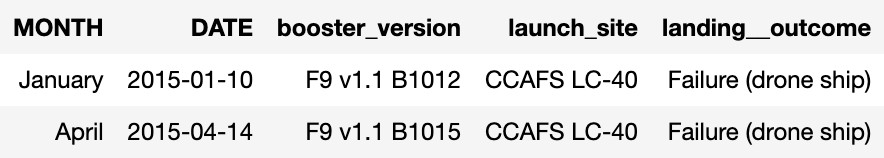 MONTH DATE booster_version launch_site landing__outcome
January 2015-01-10 F9 v1.1 B1012 CCAFS LC-40 Failure (drone ship)
April 2015-04-14 F9 v1.1 B1015 CCAFS LC-40 Failure (drone ship)